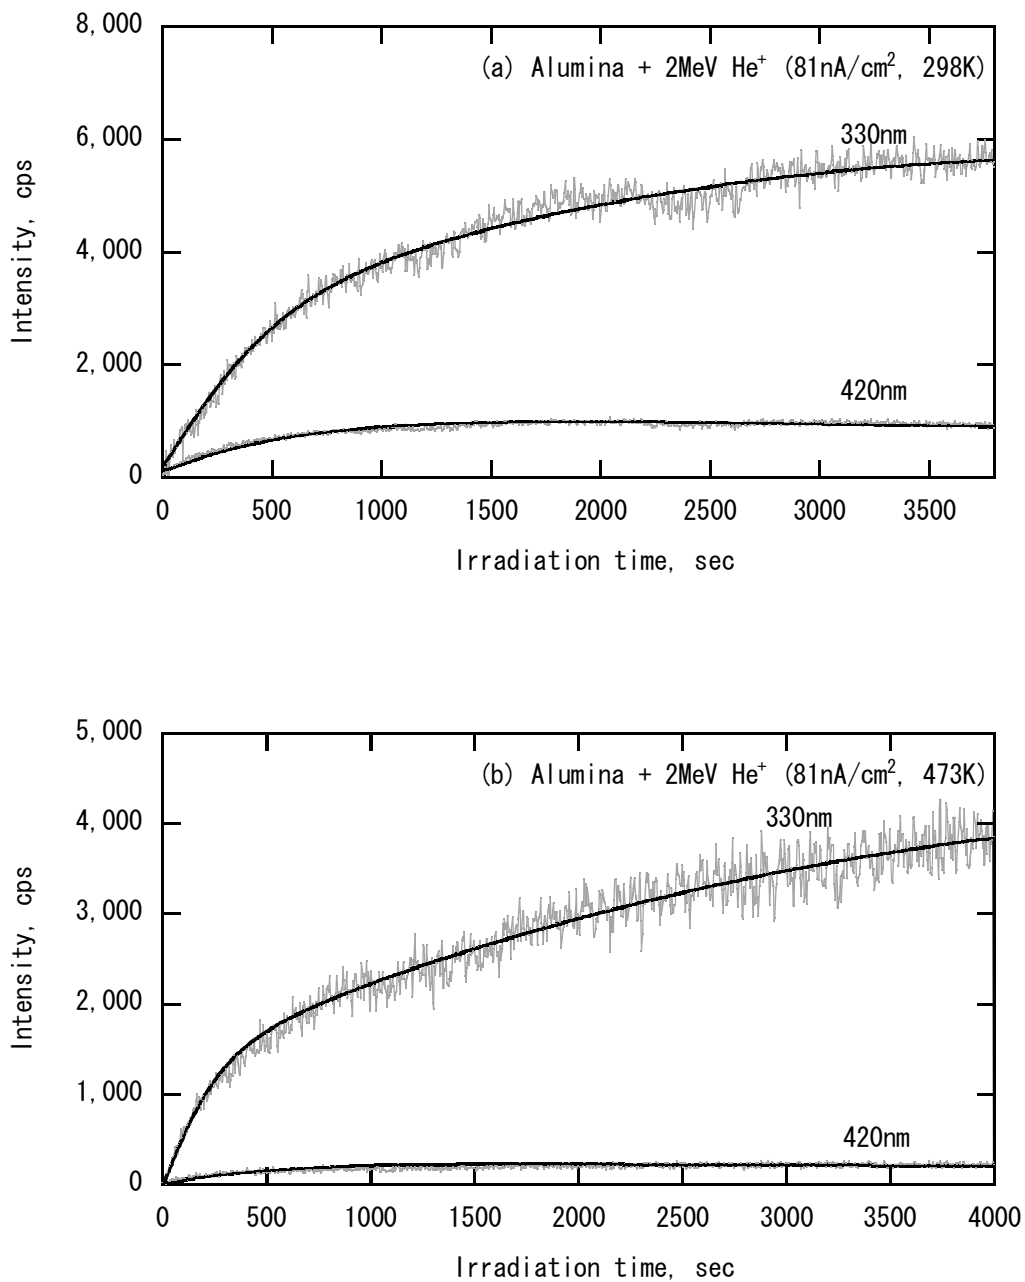 8,000
(a) Alumina + 2MeV He⁺ (81nA/cm², 298K)
6,000
330nm
Intensity, cps
4,000
2,000
420nm
0
0 500 1000 1500 2000 2500 3000 3500
Irradiation time, sec
5,000
(b) Alumina + 2MeV He⁺ (81nA/cm², 473K)
4,000
330nm
Intensity, cps
3,000
2,000
1,000
420nm
0
0 500 1000 1500 2000 2500 3000 3500 4000
Irradiation time, sec